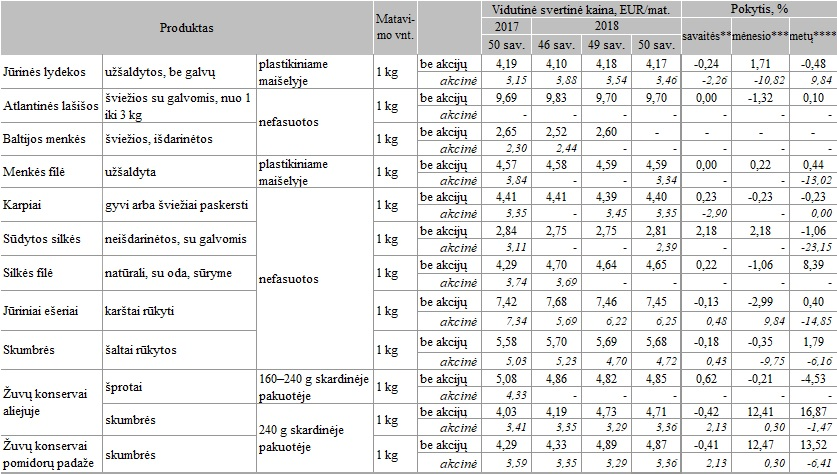 Produktas Matavi-mo vnt. Vidutinė svertinė kaina, EUR/mat. Pokytis, %
2017 2018 savaitės** mėnesio*** metų****
50 sav. 46 sav. 49 sav. 50 sav.
Jūrinės lydekos užšaldytos, be galvų plastikiniame maišelyje 1 kg be akcijų 4,19 4,10 4,18 4,17 -0,24 1,71 -0,48
akcinė 3,15 3,88 3,54 3,46 -2,26 -10,82 9,84
Atlantinės lašišos šviežios su galvomis, nuo 1 iki 3 kg nefasuotos 1 kg be akcijų 9,69 9,83 9,70 9,70 0,00 -1,32 0,10
akcinė - - - - - - -
Baltijos menkės šviežios, išdarinėtos 1 kg be akcijų 2,65 2,52 2,60 - - - -
akcinė 2,30 2,44 - - - - -
Menkės filė užšaldyta plastikiniame maišelyje 1 kg be akcijų 4,57 4,58 4,59 4,59 0,00 0,22 0,44
akcinė 3,84 - - 3,34 - - -13,02
Karpiai gyvi arba šviežiai paskersti nefasuotos 1 kg be akcijų 4,41 4,41 4,39 4,40 0,23 -0,23 -0,23
akcinė 3,35 - 3,45 3,35 -2,90 - 0,00
Sūdytos silkės neišdarinėtos, su galvomis 1 kg be akcijų 2,84 2,75 2,75 2,81 2,18 2,18 -1,06
akcinė 3,11 - - 2,39 - - -23,15
Silkės filė natūrali, su oda, sūryme 1 kg be akcijų 4,29 4,70 4,64 4,65 0,22 -1,06 8,39
akcinė 3,74 3,69 - - - - -
Jūriniai ešeriai karštai rūkyti 1 kg be akcijų 7,42 7,68 7,46 7,45 -0,13 -2,99 0,40
akcinė 7,34 5,69 6,22 6,25 0,48 9,84 -14,85
Skumbrės šaltai rūkytos 1 kg be akcijų 5,58 5,70 5,69 5,68 -0,18 -0,35 1,79
akcinė 5,03 5,23 4,70 4,72 0,43 -9,75 -6,16
Žuvų konservai aliejuje šprotai 160–240 g skardinėje pakuotėje 1 kg be akcijų 5,08 4,86 4,82 4,85 0,62 -0,21 -4,53
akcinė 4,33 - - - - - -
skumbrės 240 g skardinėje pakuotėje 1 kg be akcijų 4,03 4,19 4,73 4,71 -0,42 12,41 16,87
akcinė 3,41 3,35 3,29 3,36 2,13 0,30 -1,47
Žuvų konservai pomidorų padaže skumbrės 1 kg be akcijų 4,29 4,33 4,89 4,87 -0,41 12,47 13,52
akcinė 3,59 3,35 3,29 3,36 2,13 0,30 -6,41